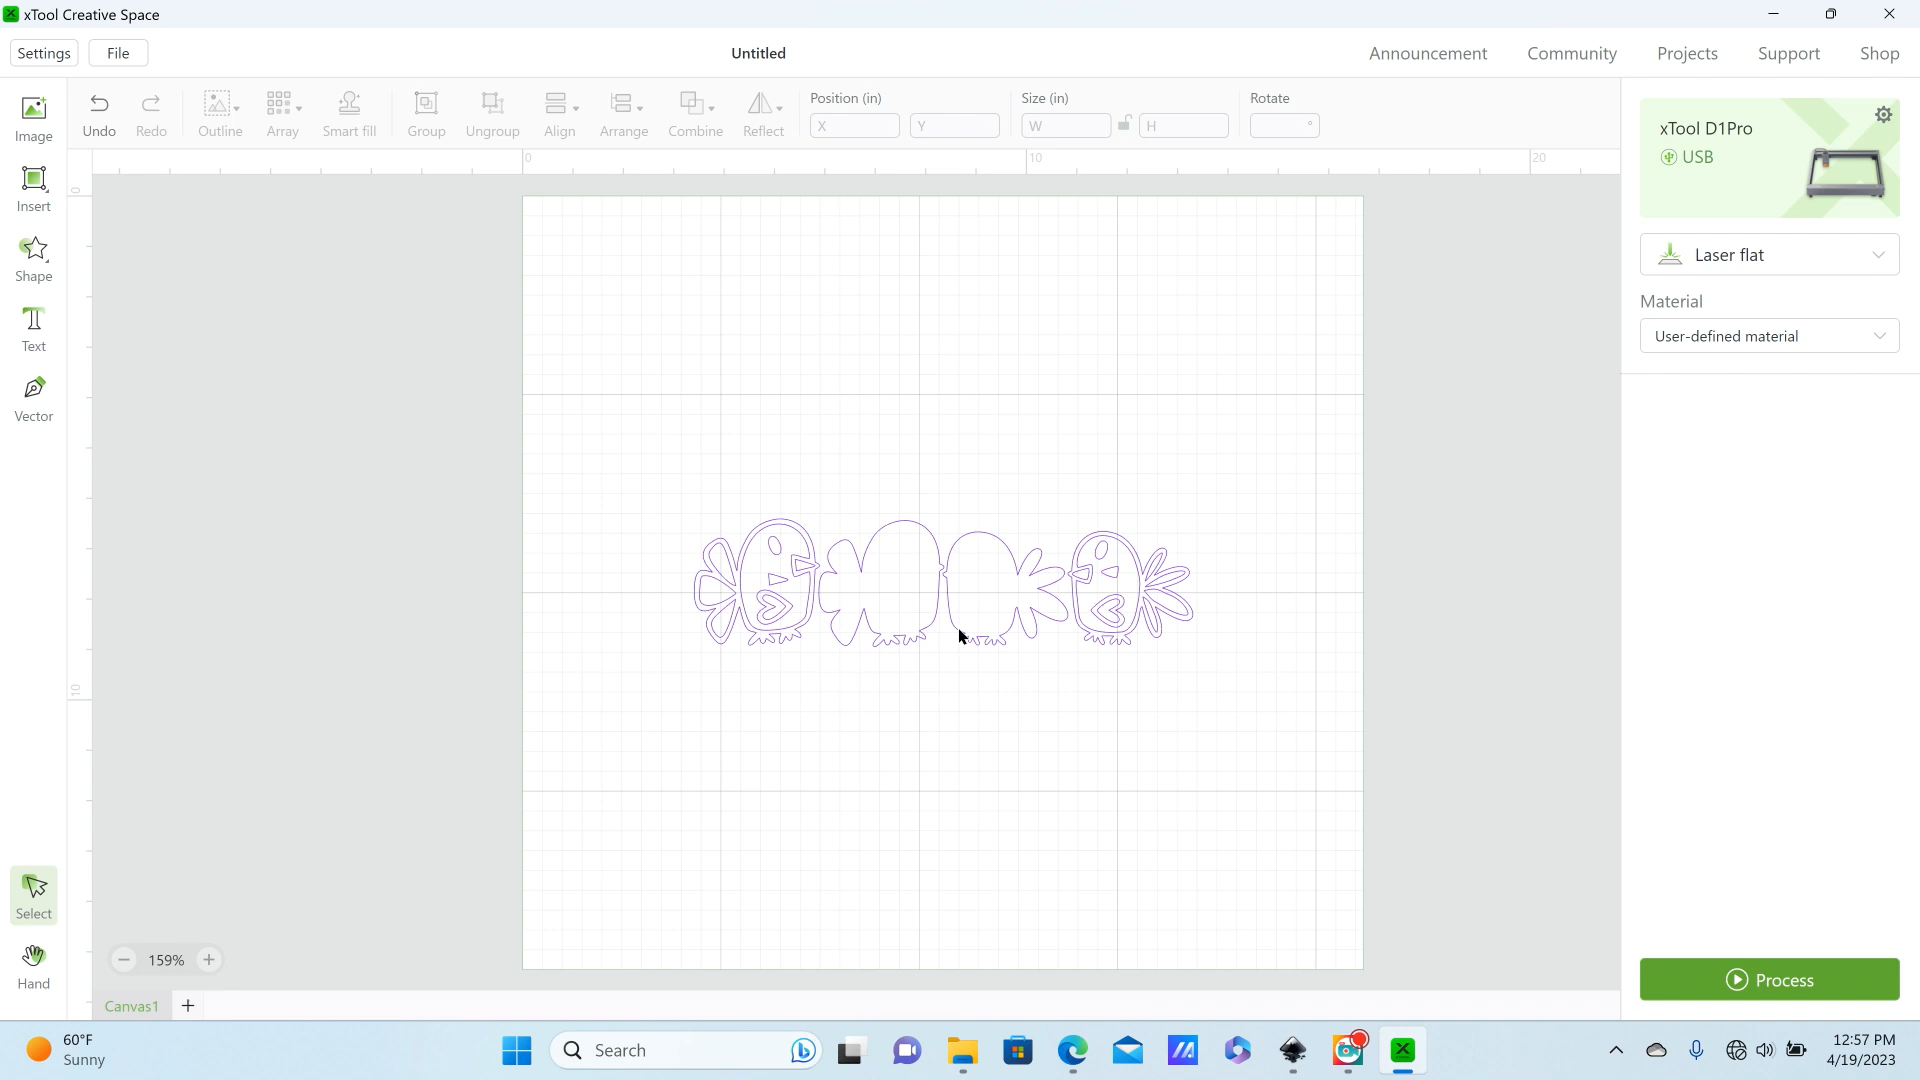 xTool Creative Space
Settings File Untitled Announcement Community Projects Support Shop
Image
Insert
Shape
Text
Vector
Select
Hand
Undo Redo Outline Array Smart fill Group Ungroup Align Arrange Combine Reflect
Position (in) Size (in) Rotate
X Y W H °
0 10 20
0
10
xTool D1Pro
USB
Laser flat
Material
User-defined material
159%
Canvas1
Process
60°F
Sunny
Search
12:57 PM
4/19/2023